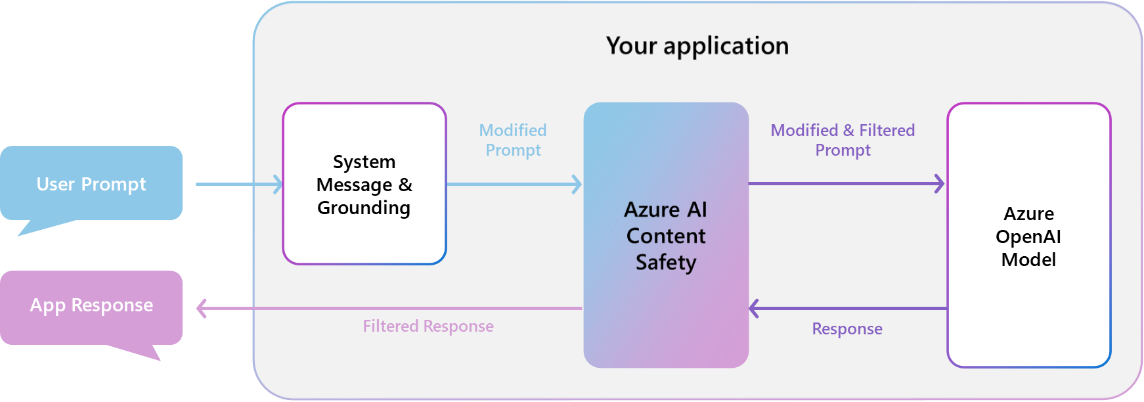 Your application
User Prompt
System
Message &
Grounding
Modified
Prompt
Azure AI
Content
Safety
Modified & Filtered
Prompt
Azure
OpenAI
Model
Response
Filtered Response
App Response